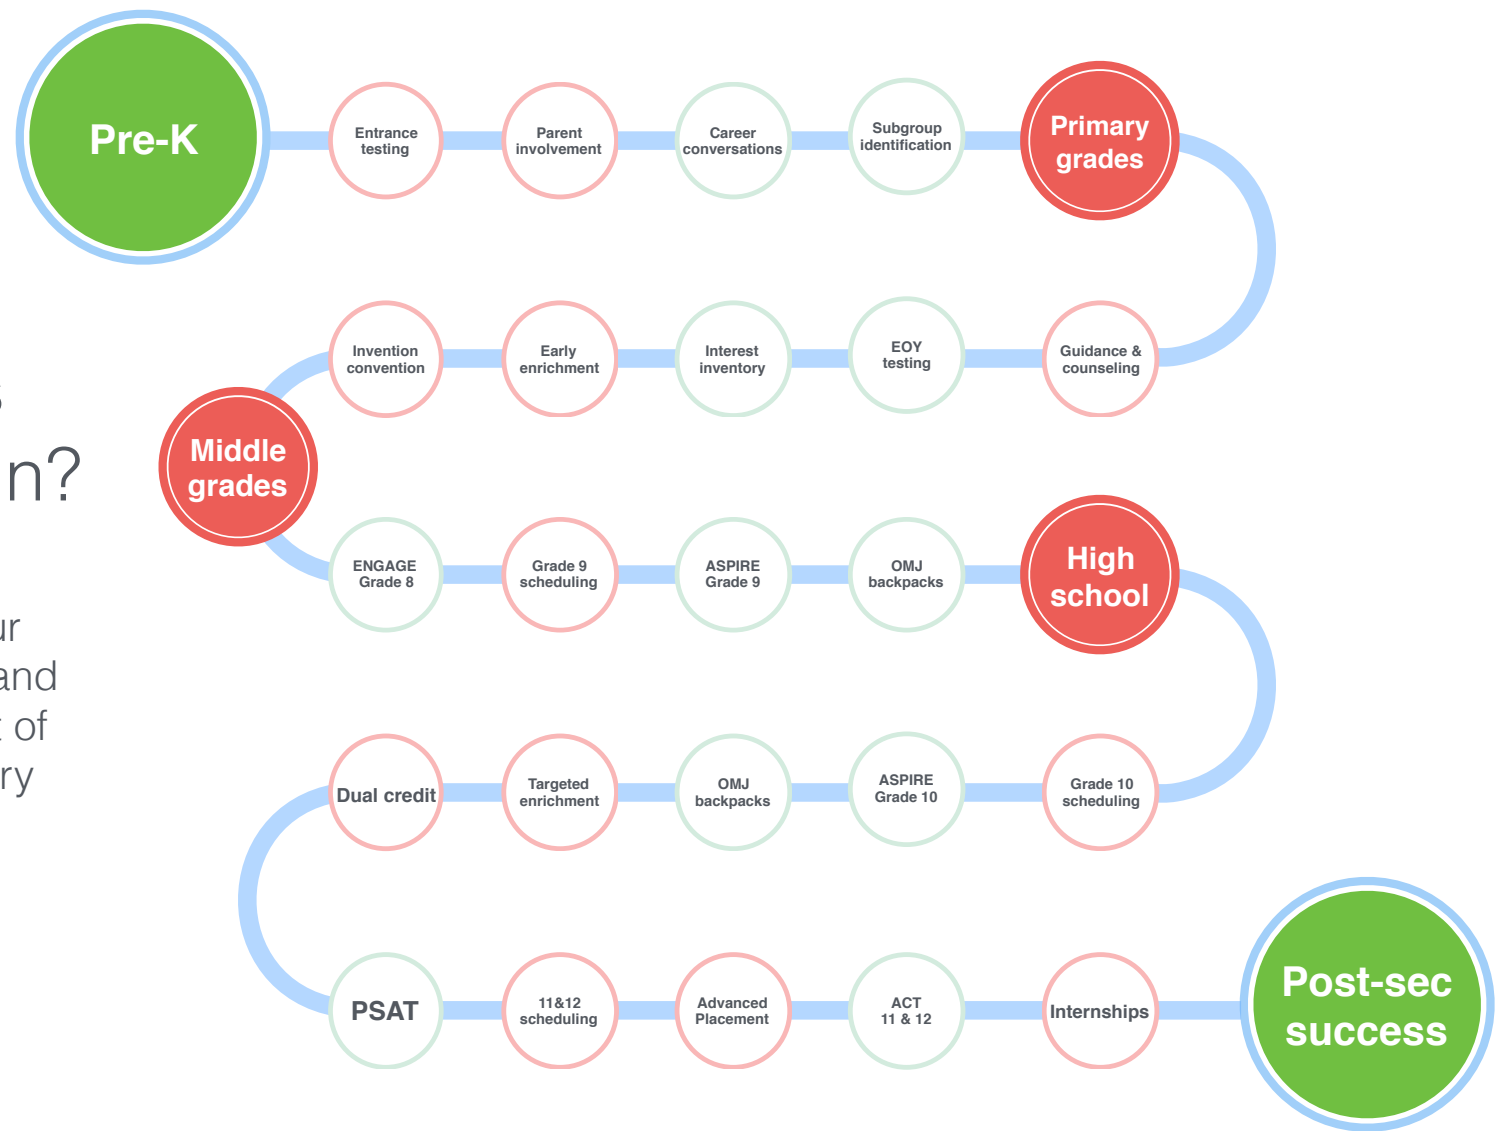 Pre-K
Entrance
testing
Parent
involvement
Career
conversations
Subgroup
identification
Primary
grades
Guidance &
counseling
EOY
testing
Interest
inventory
Early
enrichment
Invention
convention
Middle
grades
ENGAGE
Grade 8
Grade 9
scheduling
ASPIRE
Grade 9
OMJ
backpacks
High
school
Grade 10
scheduling
ASPIRE
Grade 10
OMJ
backpacks
Targeted
enrichment
Dual credit
PSAT
11&12
scheduling
Advanced
Placement
ACT
11 & 12
Internships
Post-sec
success
s
n?
ur
and
of
ry